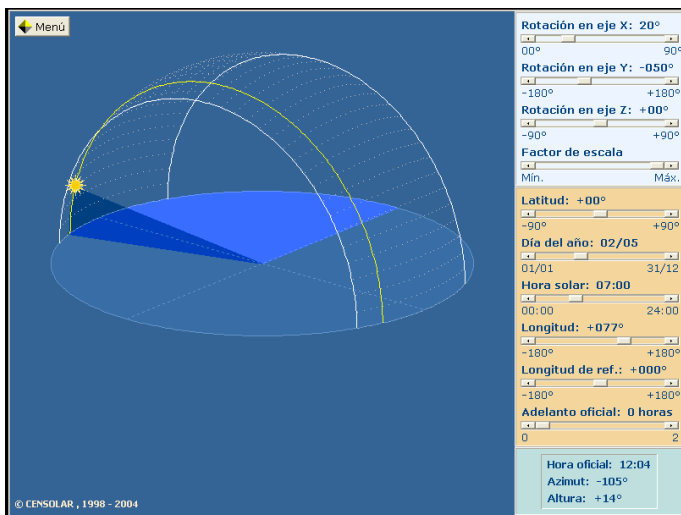 Menú
Rotación en eje X: 20°
00° 90°
Rotación en eje Y: -050°
-180° +180°
Rotación en eje Z: +00°
-90° +90°
Factor de escala
Mín. Máx.
Latitud: +00°
-90° +90°
Día del año: 02/05
01/01 31/12
Hora solar: 07:00
00:00 24:00
Longitud: +077°
-180° +180°
Longitud de ref.: +000°
-180° +180°
Adelanto oficial: 0 horas
0 2
Hora oficial: 12:04
Azimut: -105°
Altura: +14°
© CENSOLAR, 1998 - 2004